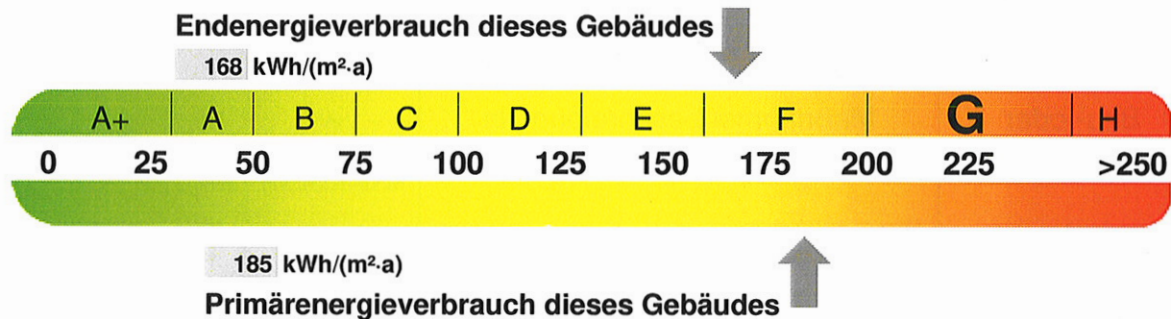 Endenergieverbrauch dieses Gebäudes
168 kWh/(m²·a)
A+ A B C D E F G H
0 25 50 75 100 125 150 175 200 225 >250
185 kWh/(m²·a)
Primärenergieverbrauch dieses Gebäudes